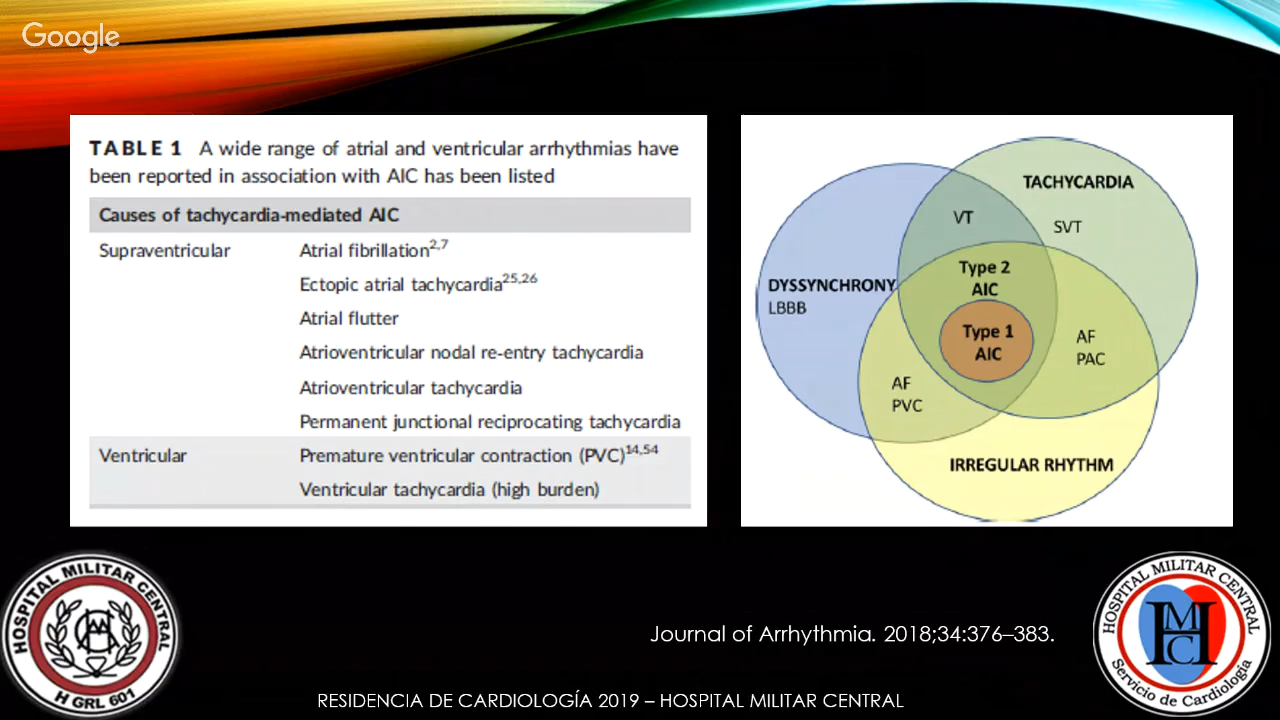 Google
TABLE 1 A wide range of atrial and ventricular arrhythmias have
been reported in association with AIC has been listed
Causes of tachycardia-mediated AIC
Supraventricular Atrial fibrillation2,7
Ectopic atrial tachycardia25,26
Atrial flutter
Atrioventricular nodal re-entry tachycardia
Atrioventricular tachycardia
Permanent junctional reciprocating tachycardia
Ventricular Premature ventricular contraction (PVC)14,54
Ventricular tachycardia (high burden)
TACHYCARDIA
VT
SVT
Type 2
AIC
DYSSYNCHRONY
LBBB
Type 1
AIC
AF
PAC
AF
PVC
IRREGULAR RHYTHM
HOSPITAL MILITAR CENTRAL
H GRL 601
Journal of Arrhythmia. 2018;34:376–383.
HOSPITAL MILITAR CENTRAL
HMC
Servicio de Cardiología
RESIDENCIA DE CARDIOLOGÍA 2019 – HOSPITAL MILITAR CENTRAL